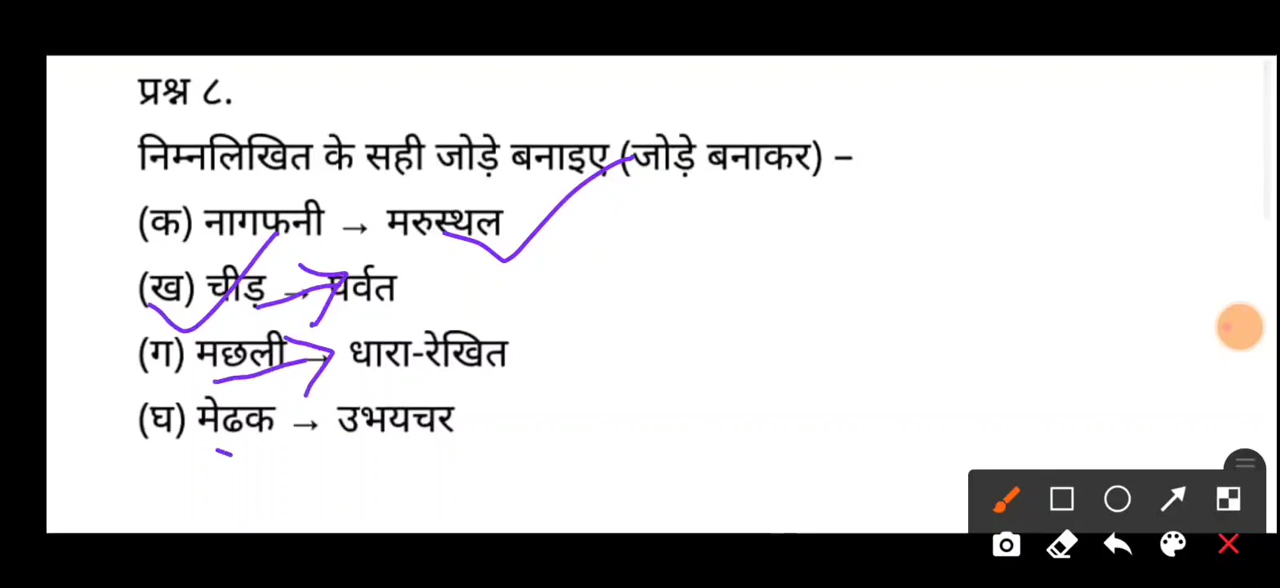 प्रश्न ८.
निम्नलिखित के सही जोड़े बनाइए (जोड़े बनाकर) –
(क) नागफनी → मरुस्थल
(ख) चीड़ → पर्वत
(ग) मछली → धारा-रेखित
(घ) मेढक → उभयचर